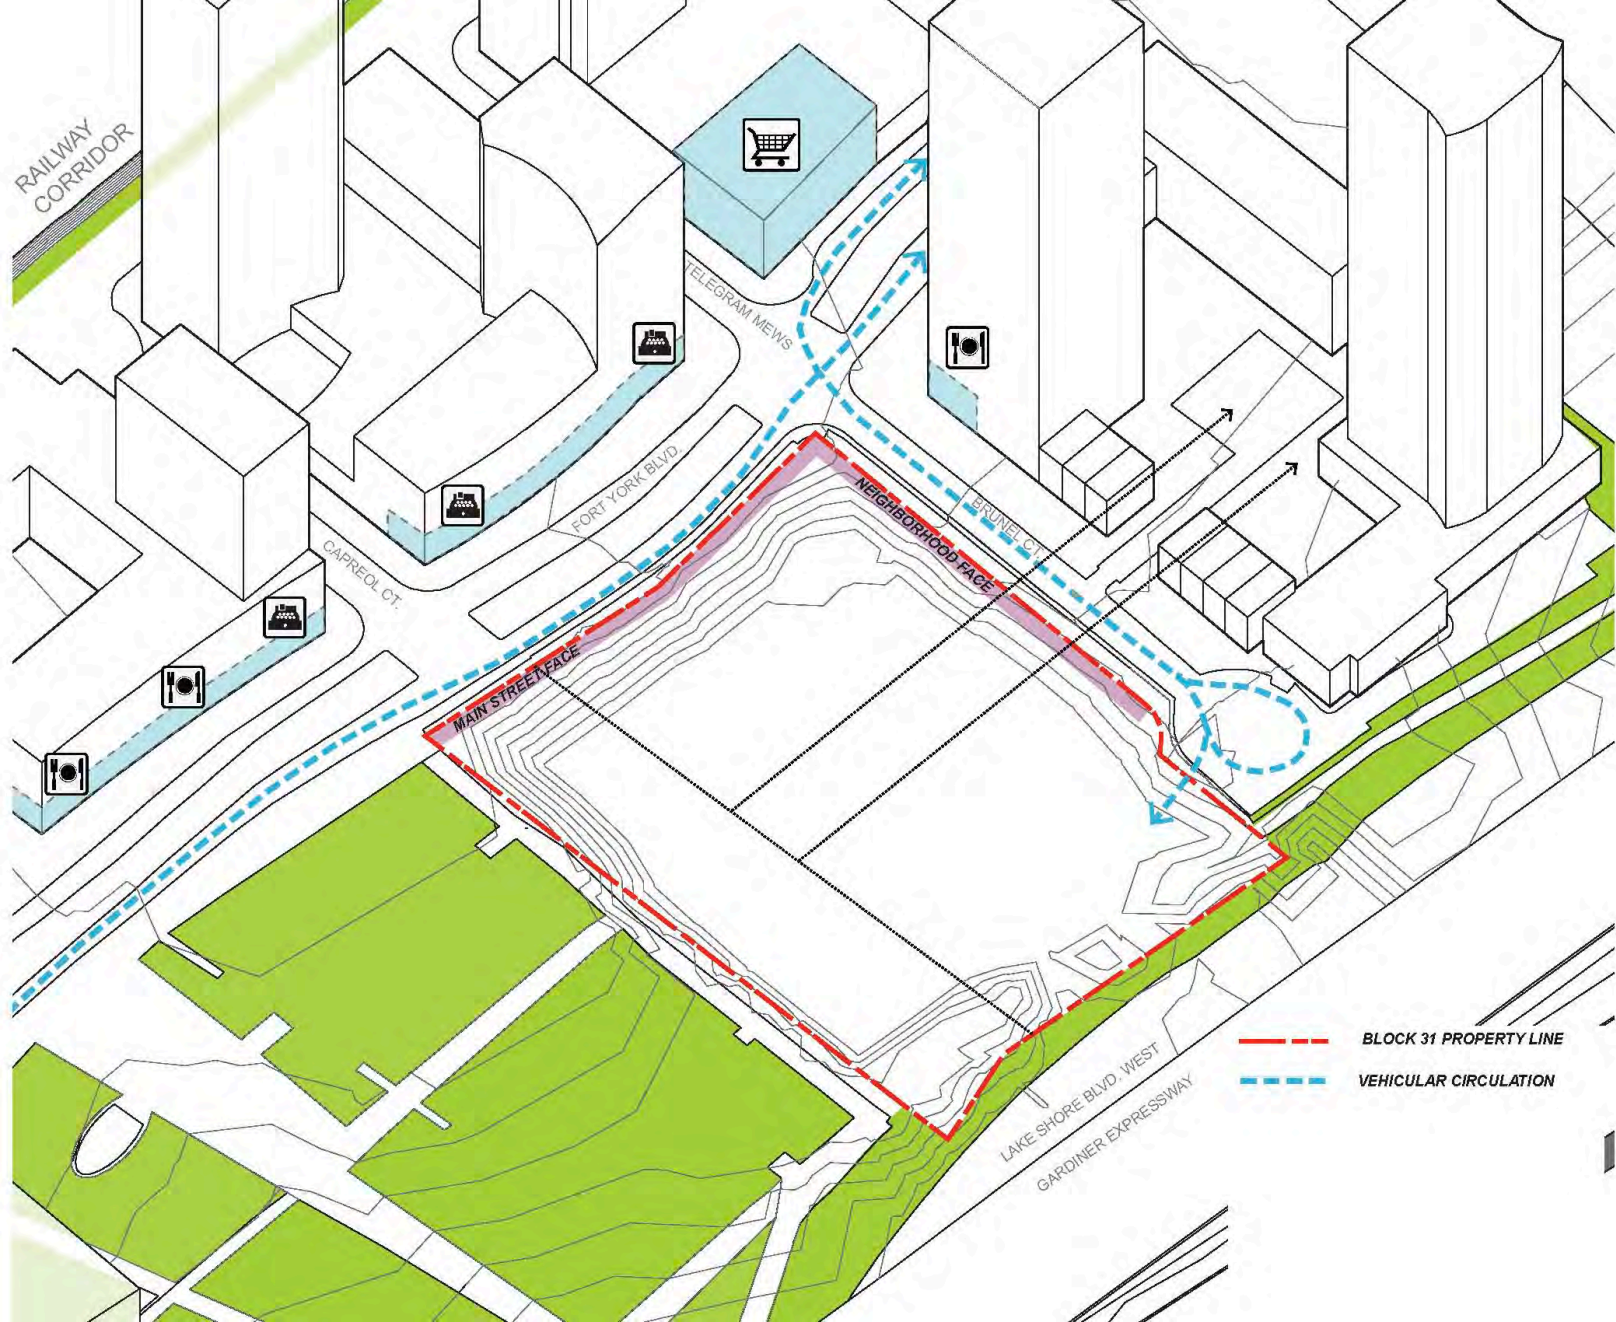 RAILWAY
CORRIDOR
TELEGRAM MEWS
FORT YORK BLVD.
CAPREOL CT.
BRUNEL CT.
NEIGHBORHOOD FACE
MAIN STREET FACE
BLOCK 31 PROPERTY LINE
VEHICULAR CIRCULATION
LAKE SHORE BLVD. WEST
GARDINER EXPRESSWAY